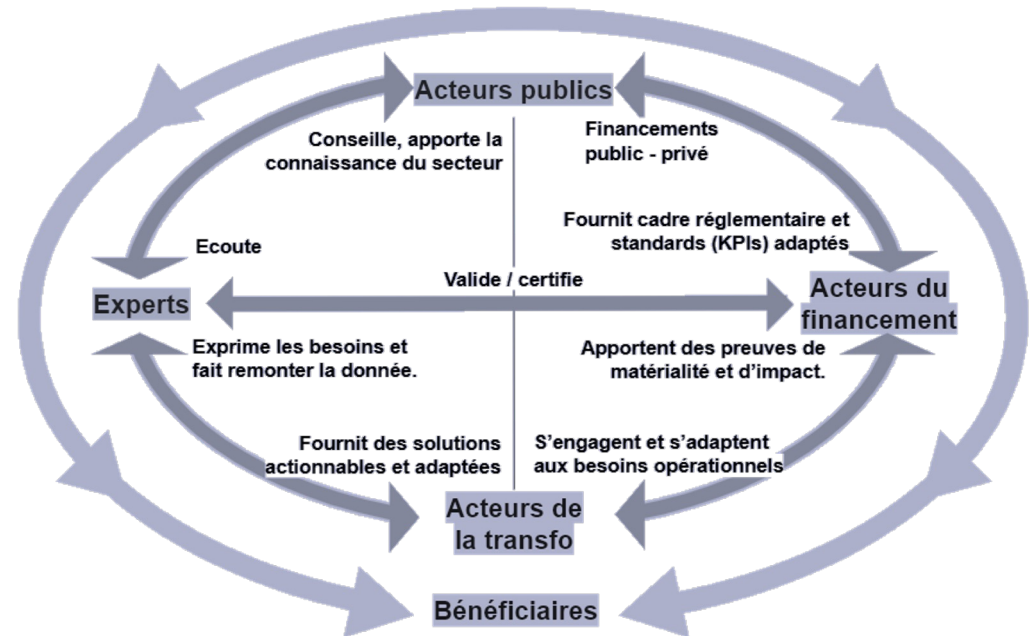 Acteurs publics
Conseille, apporte la
connaissance du secteur
Financements
public - privé
Fournit cadre réglementaire et
standards (KPIs) adaptés
Ecoute
Valide / certifie
Experts
Acteurs du
financement
Exprime les besoins et
fait remonter la donnée.
Apportent des preuves de
matérialité et d'impact.
Fournit des solutions
actionnables et adaptées
S'engagent et s'adaptent
aux besoins opérationnels
Acteurs de
la transfo
Bénéficiaires